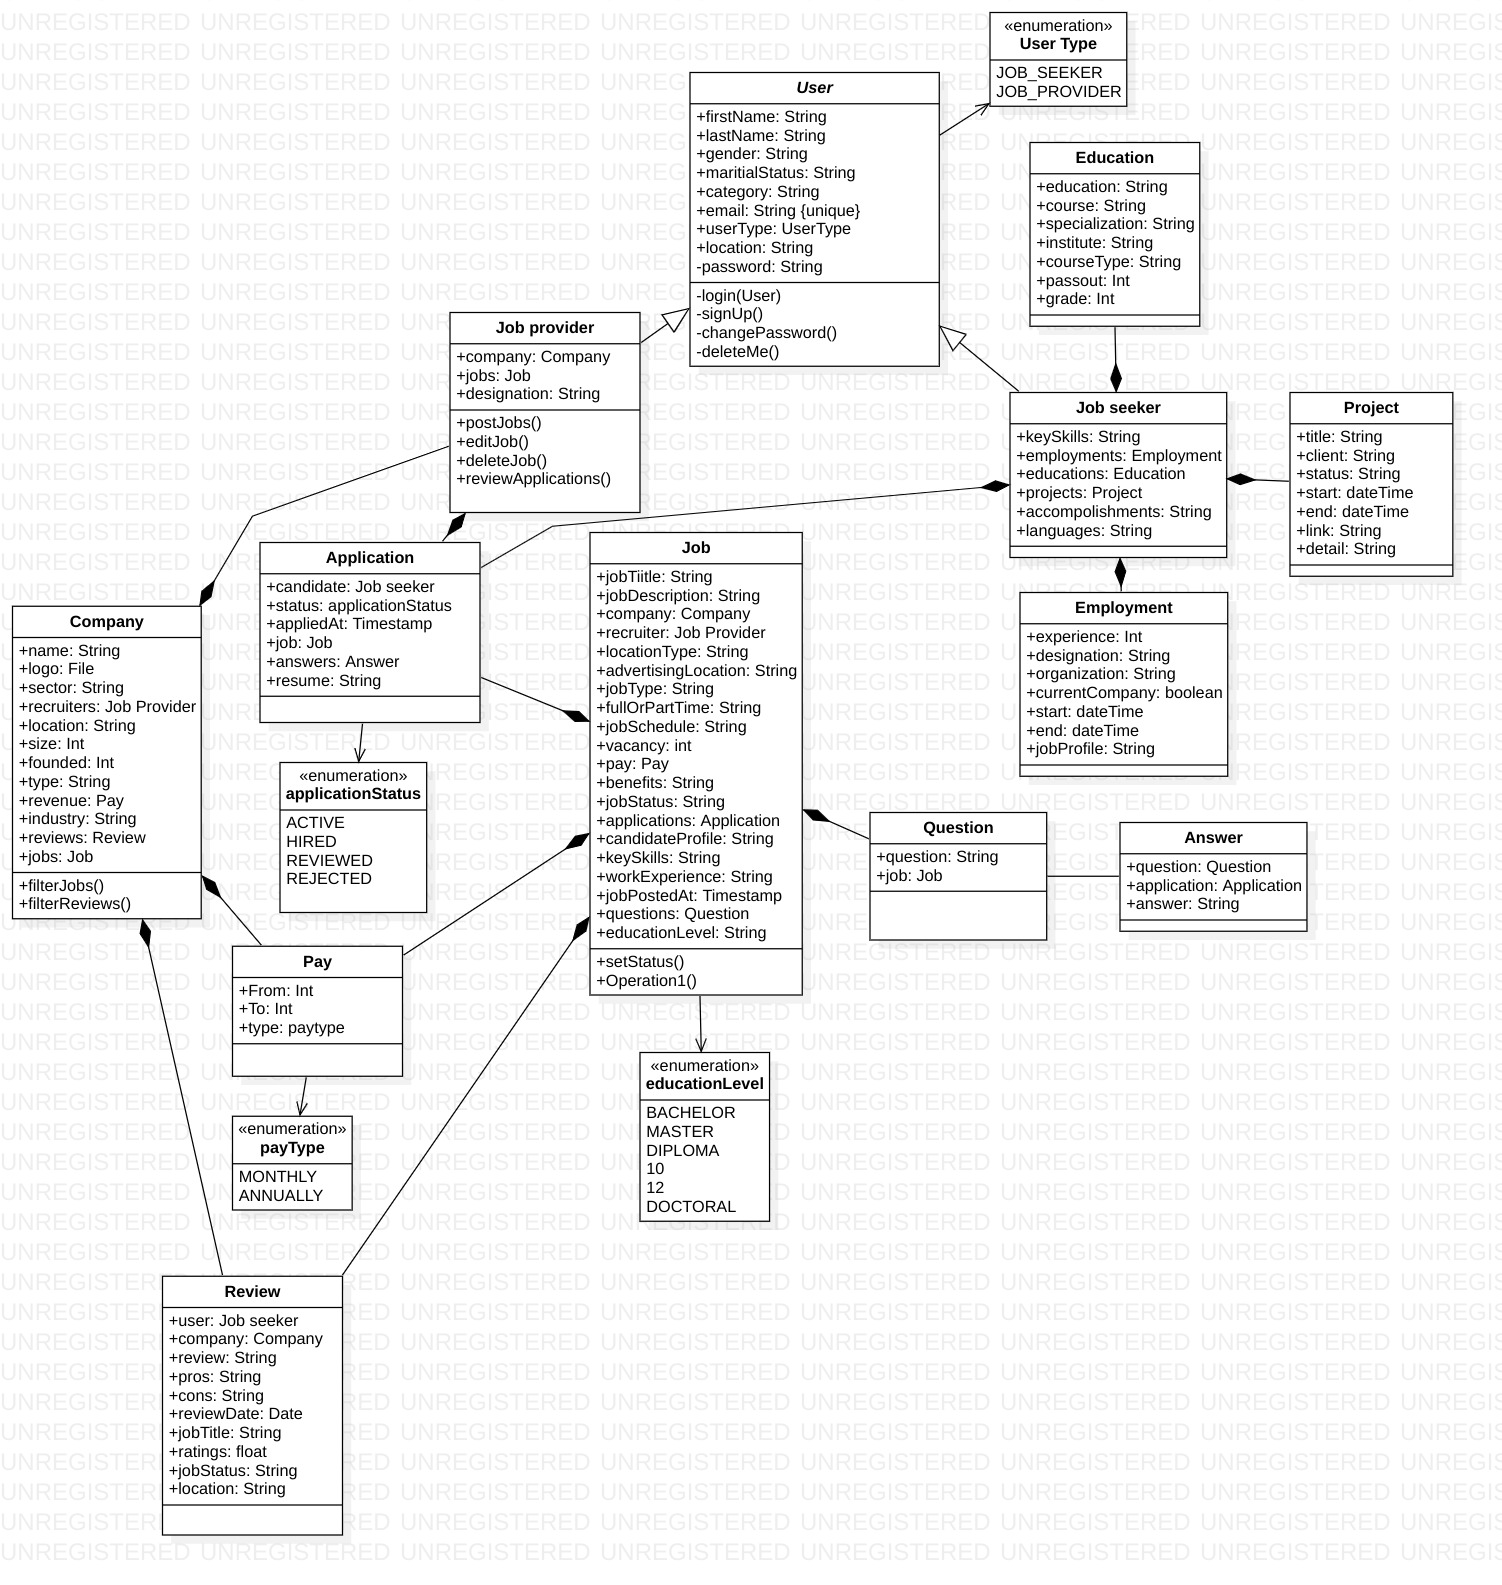 «enumeration»
User Type
JOB_SEEKER
JOB_PROVIDER
User
+firstName: String
+lastName: String
+gender: String
+maritialStatus: String
+category: String
+email: String {unique}
+userType: UserType
+location: String
-password: String
-login(User)
-signUp()
-changePassword()
-deleteMe()
Education
+education: String
+course: String
+specialization: String
+institute: String
+courseType: String
+passout: Int
+grade: Int
Job provider
+company: Company
+jobs: Job
+designation: String
+postJobs()
+editJob()
+deleteJob()
+reviewApplications()
Job seeker
+keySkills: String
+employments: Employment
+educations: Education
+projects: Project
+accompolishments: String
+languages: String
Project
+title: String
+client: String
+status: String
+start: dateTime
+end: dateTime
+link: String
+detail: String
Application
+candidate: Job seeker
+status: applicationStatus
+appliedAt: Timestamp
+job: Job
+answers: Answer
+resume: String
Job
+jobTiitle: String
+jobDescription: String
+company: Company
+recruiter: Job Provider
+locationType: String
+advertisingLocation: String
+jobType: String
+fullOrPartTime: String
+jobSchedule: String
+vacancy: int
+pay: Pay
+benefits: String
+jobStatus: String
+applications: Application
+candidateProfile: String
+keySkills: String
+workExperience: String
+jobPostedAt: Timestamp
+questions: Question
+educationLevel: String
+setStatus()
+Operation1()
Employment
+experience: Int
+designation: String
+organization: String
+currentCompany: boolean
+start: dateTime
+end: dateTime
+jobProfile: String
Company
+name: String
+logo: File
+sector: String
+recruiters: Job Provider
+location: String
+size: Int
+founded: Int
+type: String
+revenue: Pay
+industry: String
+reviews: Review
+jobs: Job
+filterJobs()
+filterReviews()
«enumeration»
applicationStatus
ACTIVE
HIRED
REVIEWED
REJECTED
Question
+question: String
+job: Job
Answer
+question: Question
+application: Application
+answer: String
Pay
+From: Int
+To: Int
+type: paytype
«enumeration»
payType
MONTHLY
ANNUALLY
«enumeration»
educationLevel
BACHELOR
MASTER
DIPLOMA
10
12
DOCTORAL
Review
+user: Job seeker
+company: Company
+review: String
+pros: String
+cons: String
+reviewDate: Date
+jobTitle: String
+ratings: float
+jobStatus: String
+location: String
UNREGISTERED